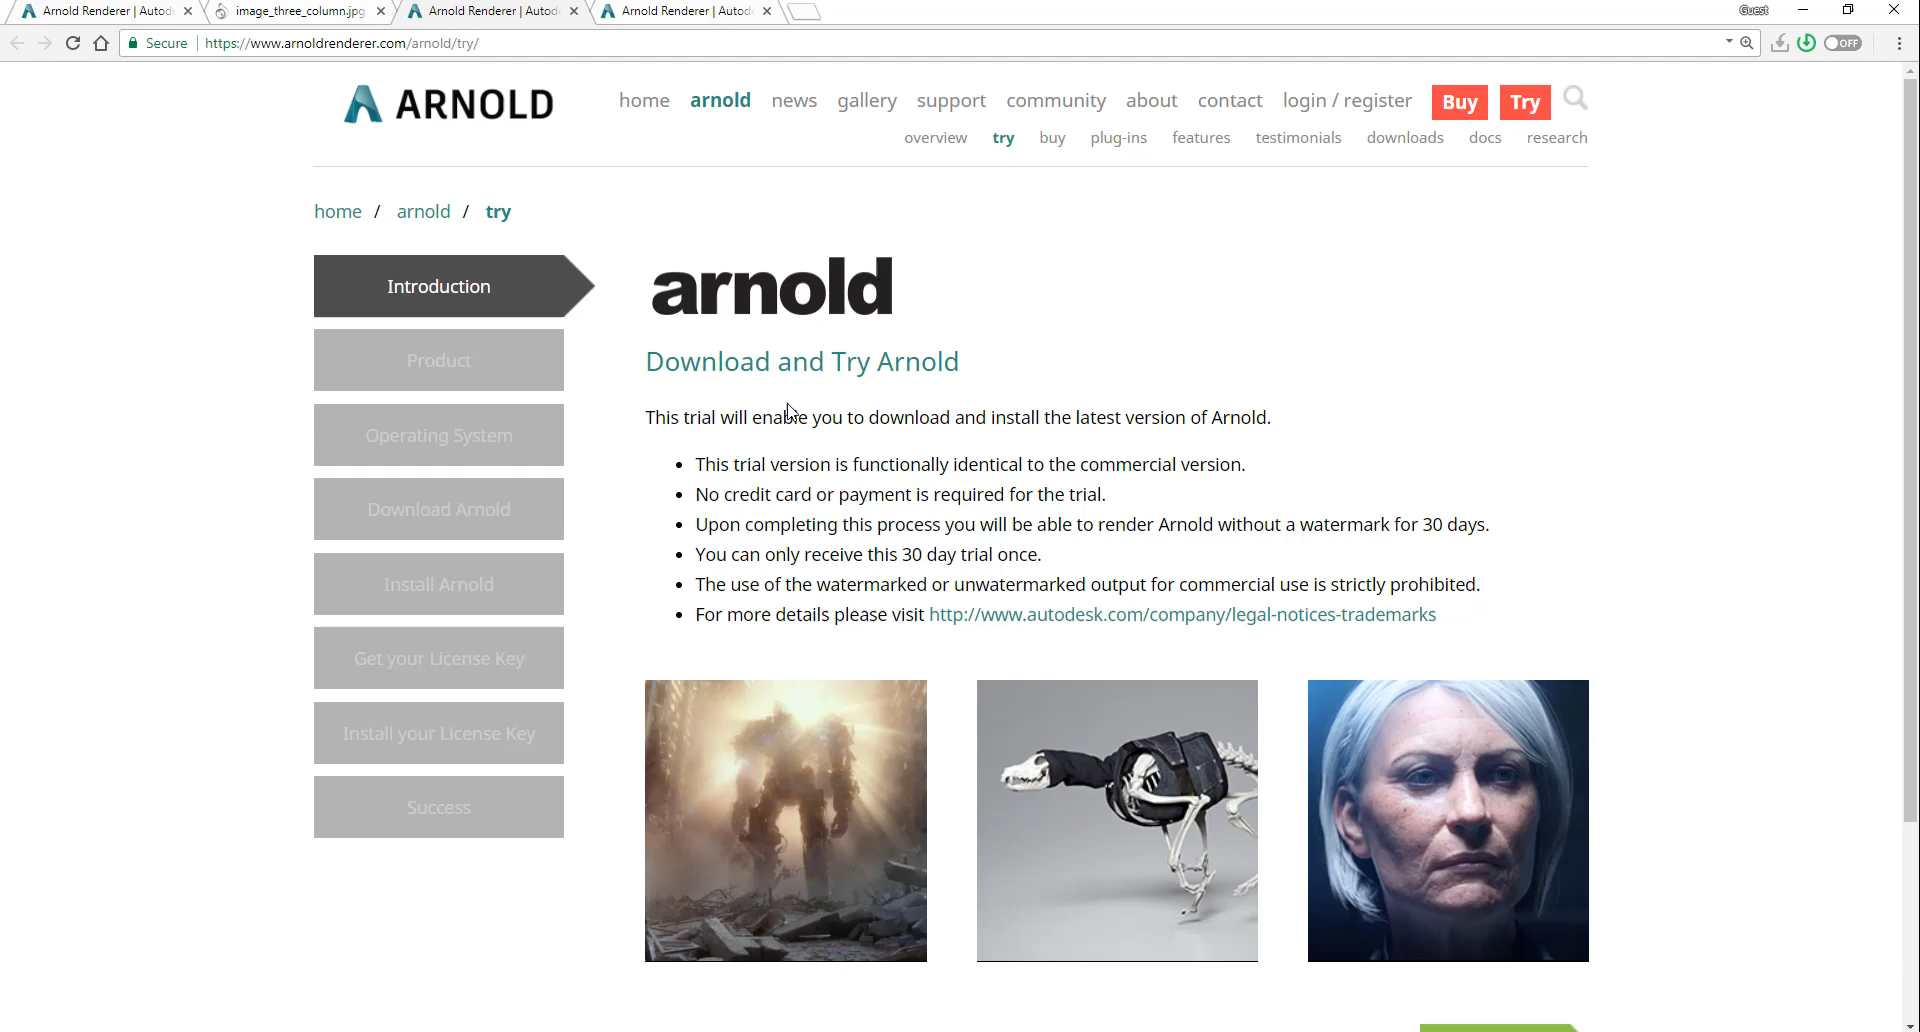 Arnold Renderer | Autod
image_three_column.jpg
Arnold Renderer | Autod
Arnold Renderer | Autod
Guest
Secure
https://www.arnoldrenderer.com/arnold/try/
OFF
ARNOLD
home arnold news gallery support community about contact login / register Buy Try
overview try buy plug-ins features testimonials downloads docs research
home / arnold / try
Introduction
Product
Operating System
Download Arnold
Install Arnold
Get your License Key
Install your License Key
Success
arnold
Download and Try Arnold
This trial will enable you to download and install the latest version of Arnold.
• This trial version is functionally identical to the commercial version.
• No credit card or payment is required for the trial.
• Upon completing this process you will be able to render Arnold without a watermark for 30 days.
• You can only receive this 30 day trial once.
• The use of the watermarked or unwatermarked output for commercial use is strictly prohibited.
• For more details please visit http://www.autodesk.com/company/legal-notices-trademarks